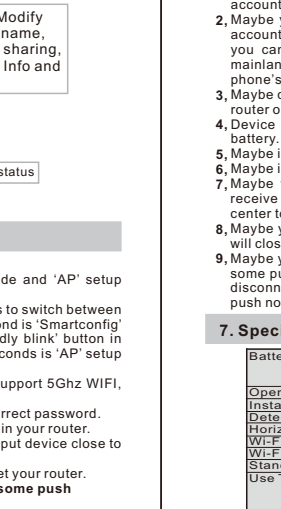 Modify
name,
sharing,
Info and
status
de and 'AP' setup
s to switch between
ond is 'Smartconfig'
dly blink' button in
conds is 'AP' setup
upport 5Ghz WIFI,
rrect password.
in your router.
put device close to
et your router.
some push
account
2, Maybe y
account
you car
mainlan
phone's
3, Maybe c
router o
4, Device
battery.
5, Maybe i
6, Maybe i
7, Maybe
receive
center to
8, Maybe y
will clos
9, Maybe y
some pu
disconn
push no
7. Speci
Batte
Oper
Insta
Dete
Horiz
Wi-F
Wi-F
Stand
Use